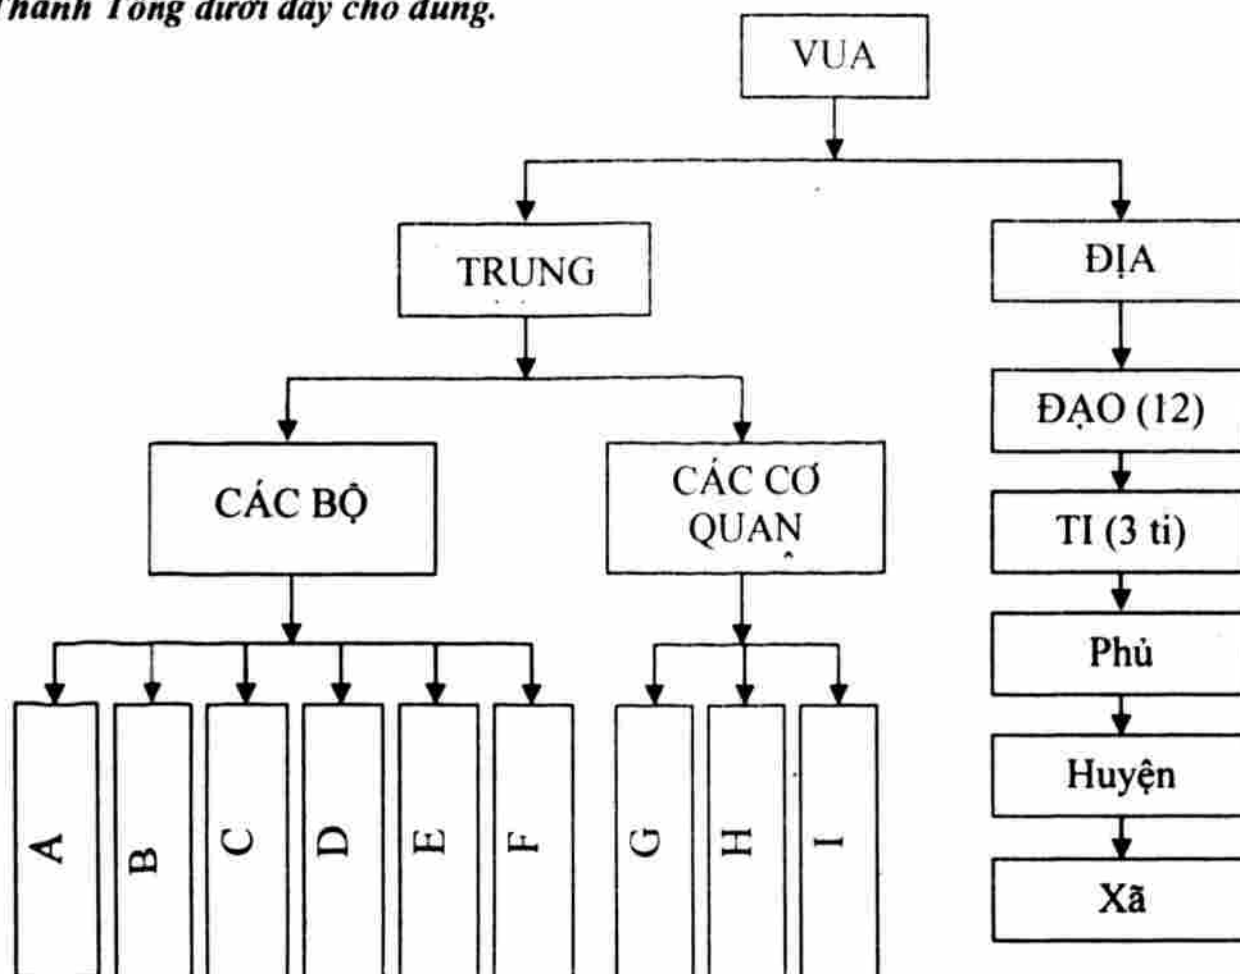 Thánh Tông dưới đây cho đúng.
VUA
TRUNG
ĐỊA
ĐẠO (12)
CÁC BỘ
CÁC CƠ
QUAN
TI (3 ti)
Phủ
Huyện
Xã
A
B
C
D
E
F
G
H
I